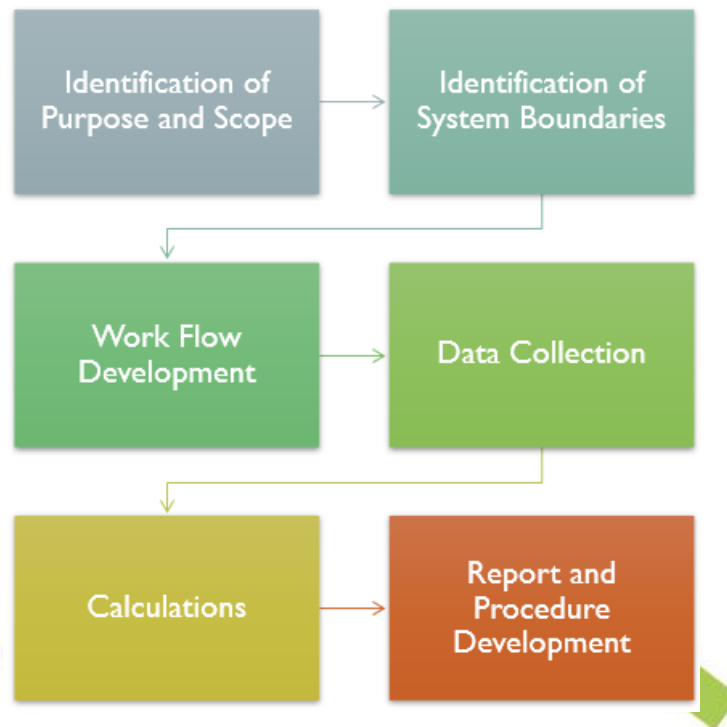 Identification of
Purpose and Scope
Identification of
System Boundaries
Work Flow
Development
Data Collection
Calculations
Report and
Procedure
Development